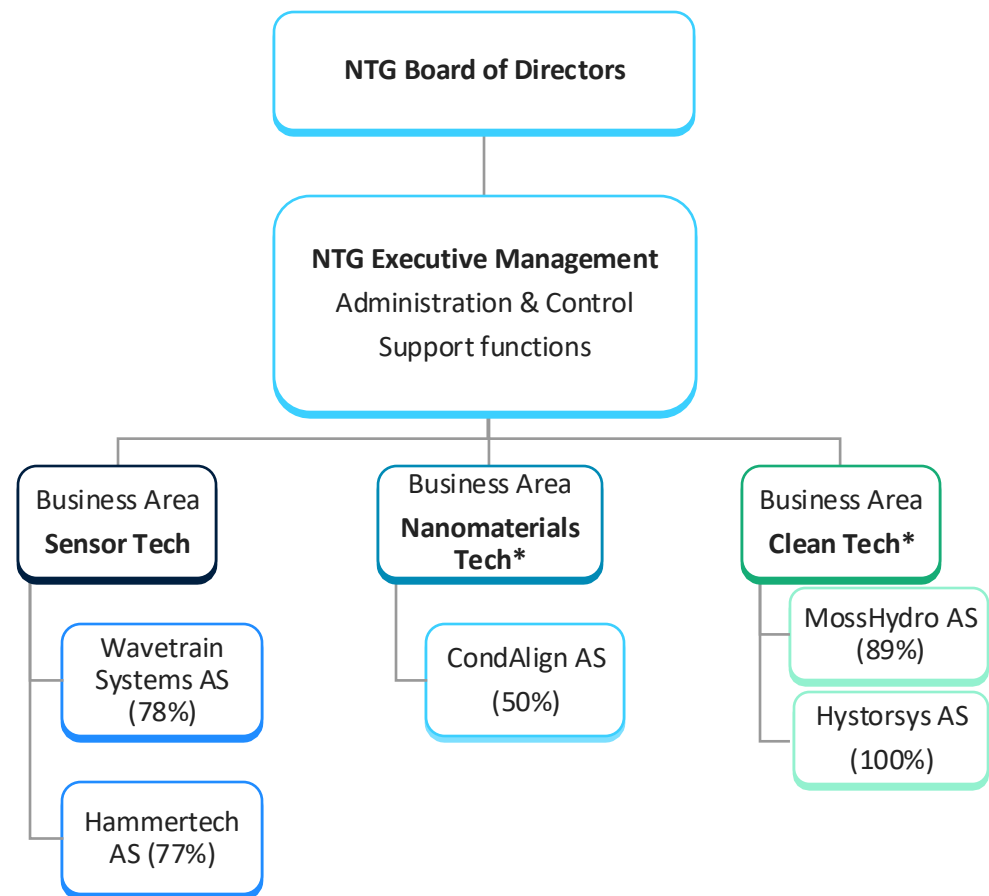 NTG Board of Directors
NTG Executive Management
Administration & Control
Support functions
Business Area
Sensor Tech
Business Area
Nanomaterials
Tech*
Business Area
Clean Tech*
Wavetrain
Systems AS
(78%)
Hammertech
AS (77%)
CondAlign AS
(50%)
MossHydro AS
(89%)
Hystorsys AS
(100%)